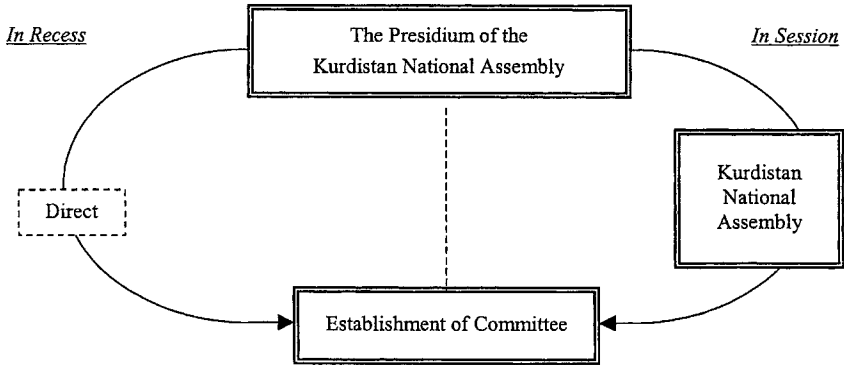 In Recess
The Presidium of the
Kurdistan National Assembly
In Session
Kurdistan
National
Assembly
Direct
Establishment of Committee